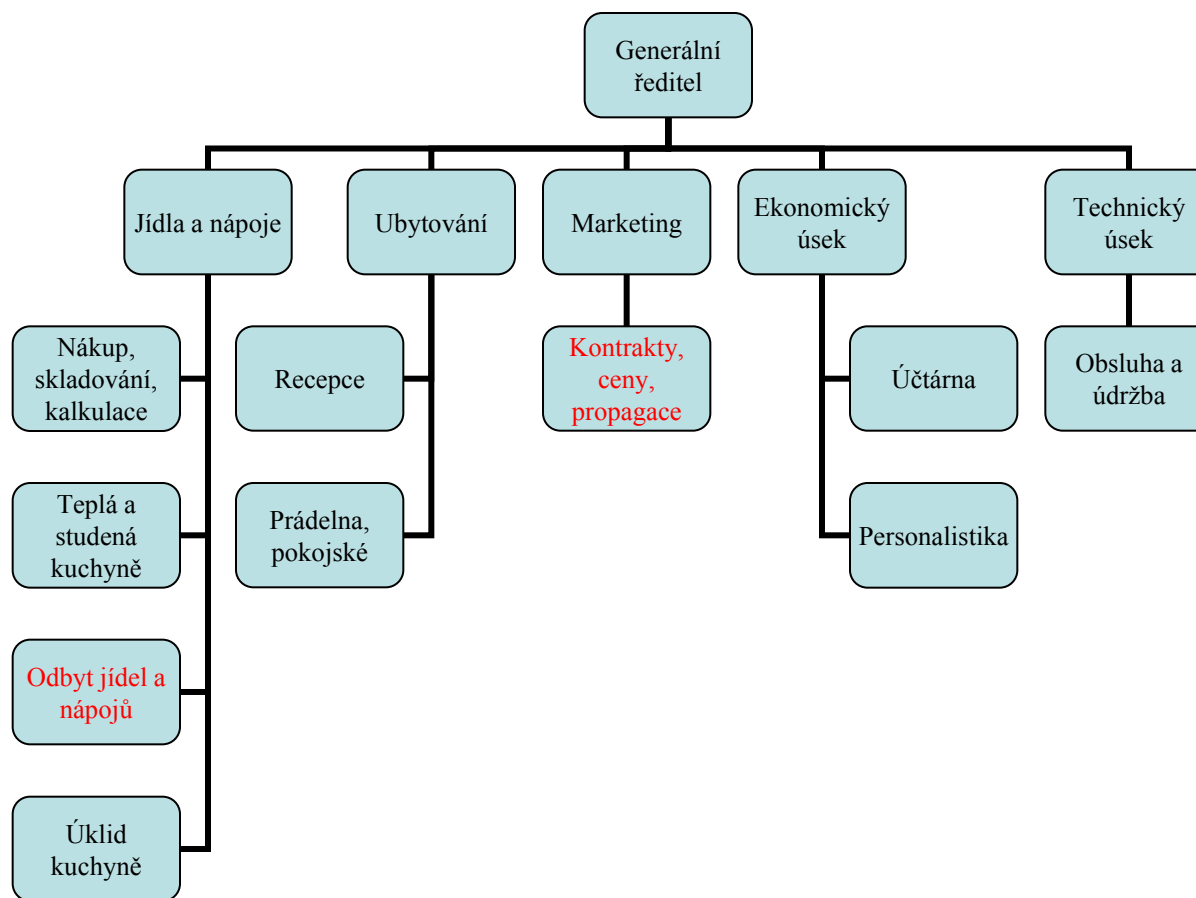 Generální
ředitel
Jídla a nápoje
Ubytování
Marketing
Ekonomický
úsek
Technický
úsek
Nákup,
skladování,
kalkulace
Recepce
Kontrakty,
ceny,
propagace
Účtárna
Obsluha a
údržba
Teplá a
studená
kuchyně
Prádelna,
pokojské
Personalistika
Odbyt jídel a
nápojů
Úklid
kuchyně